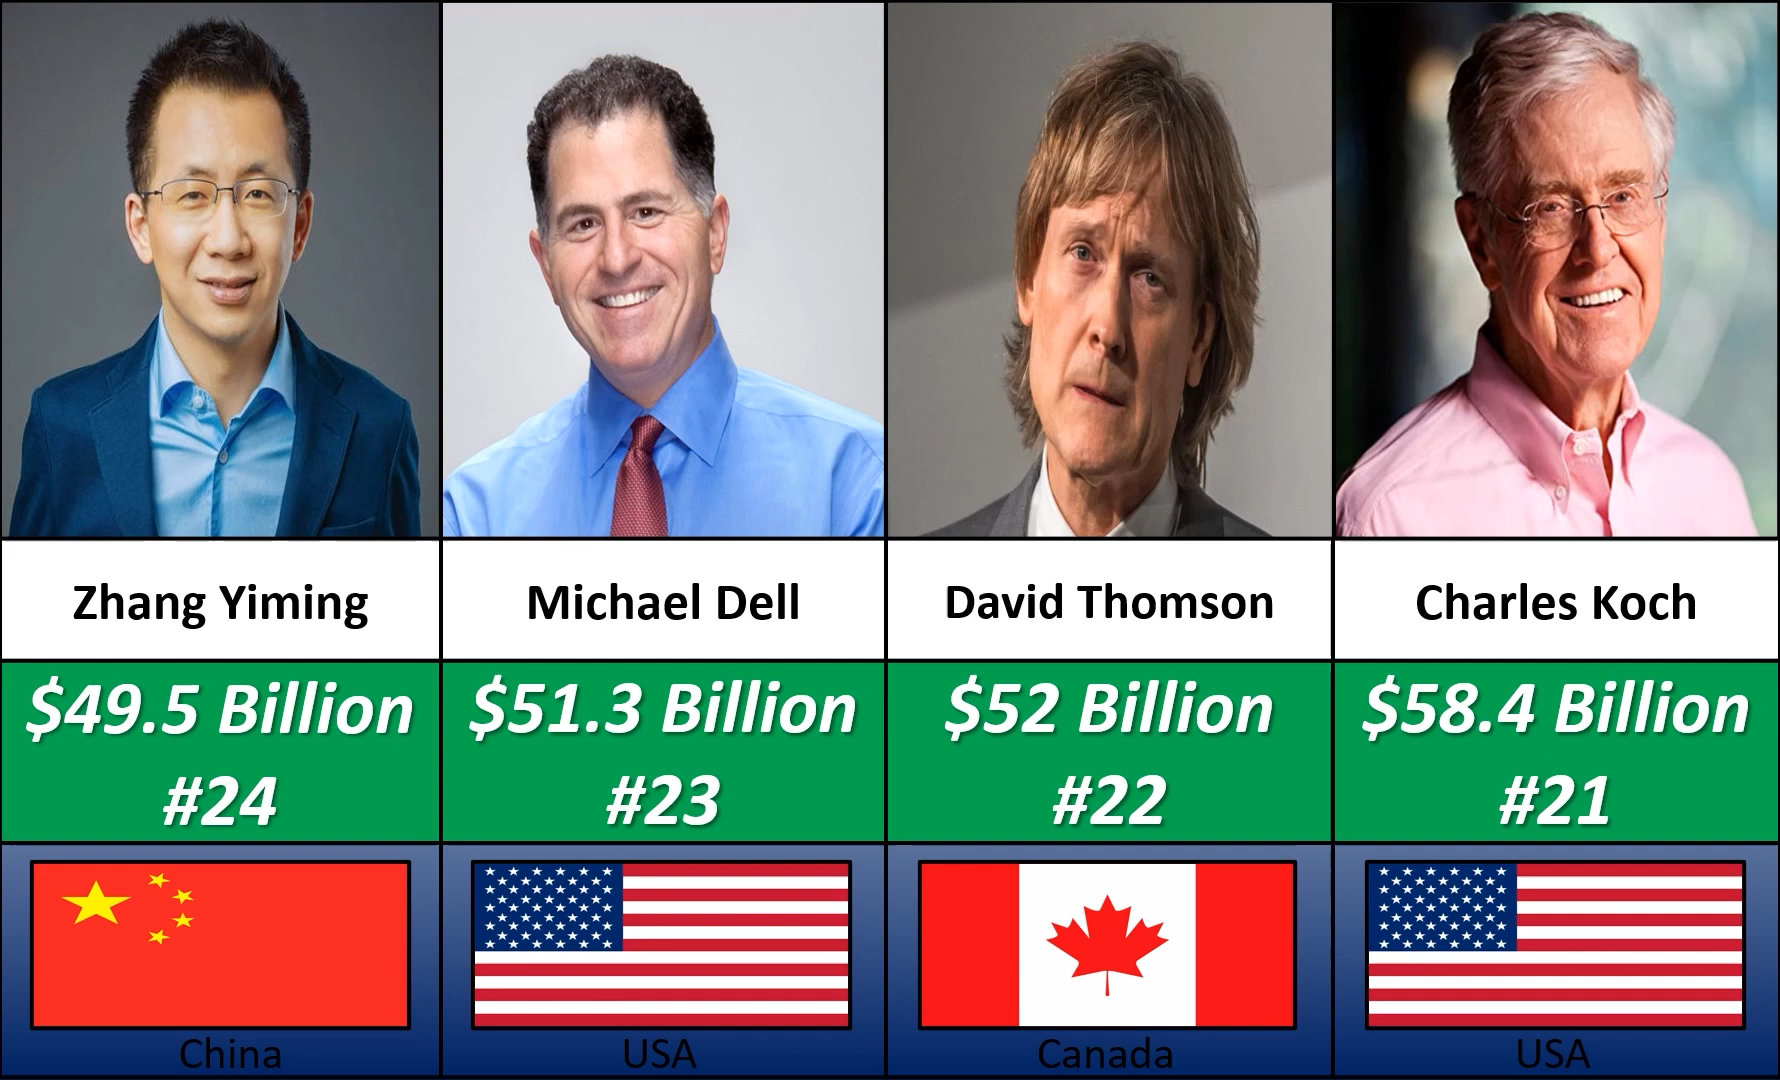 Zhang Yiming
Michael Dell
David Thomson
Charles Koch
$49.5 Billion
#24
$51.3 Billion
#23
$52 Billion
#22
$58.4 Billion
#21
China
USA
Canada
USA